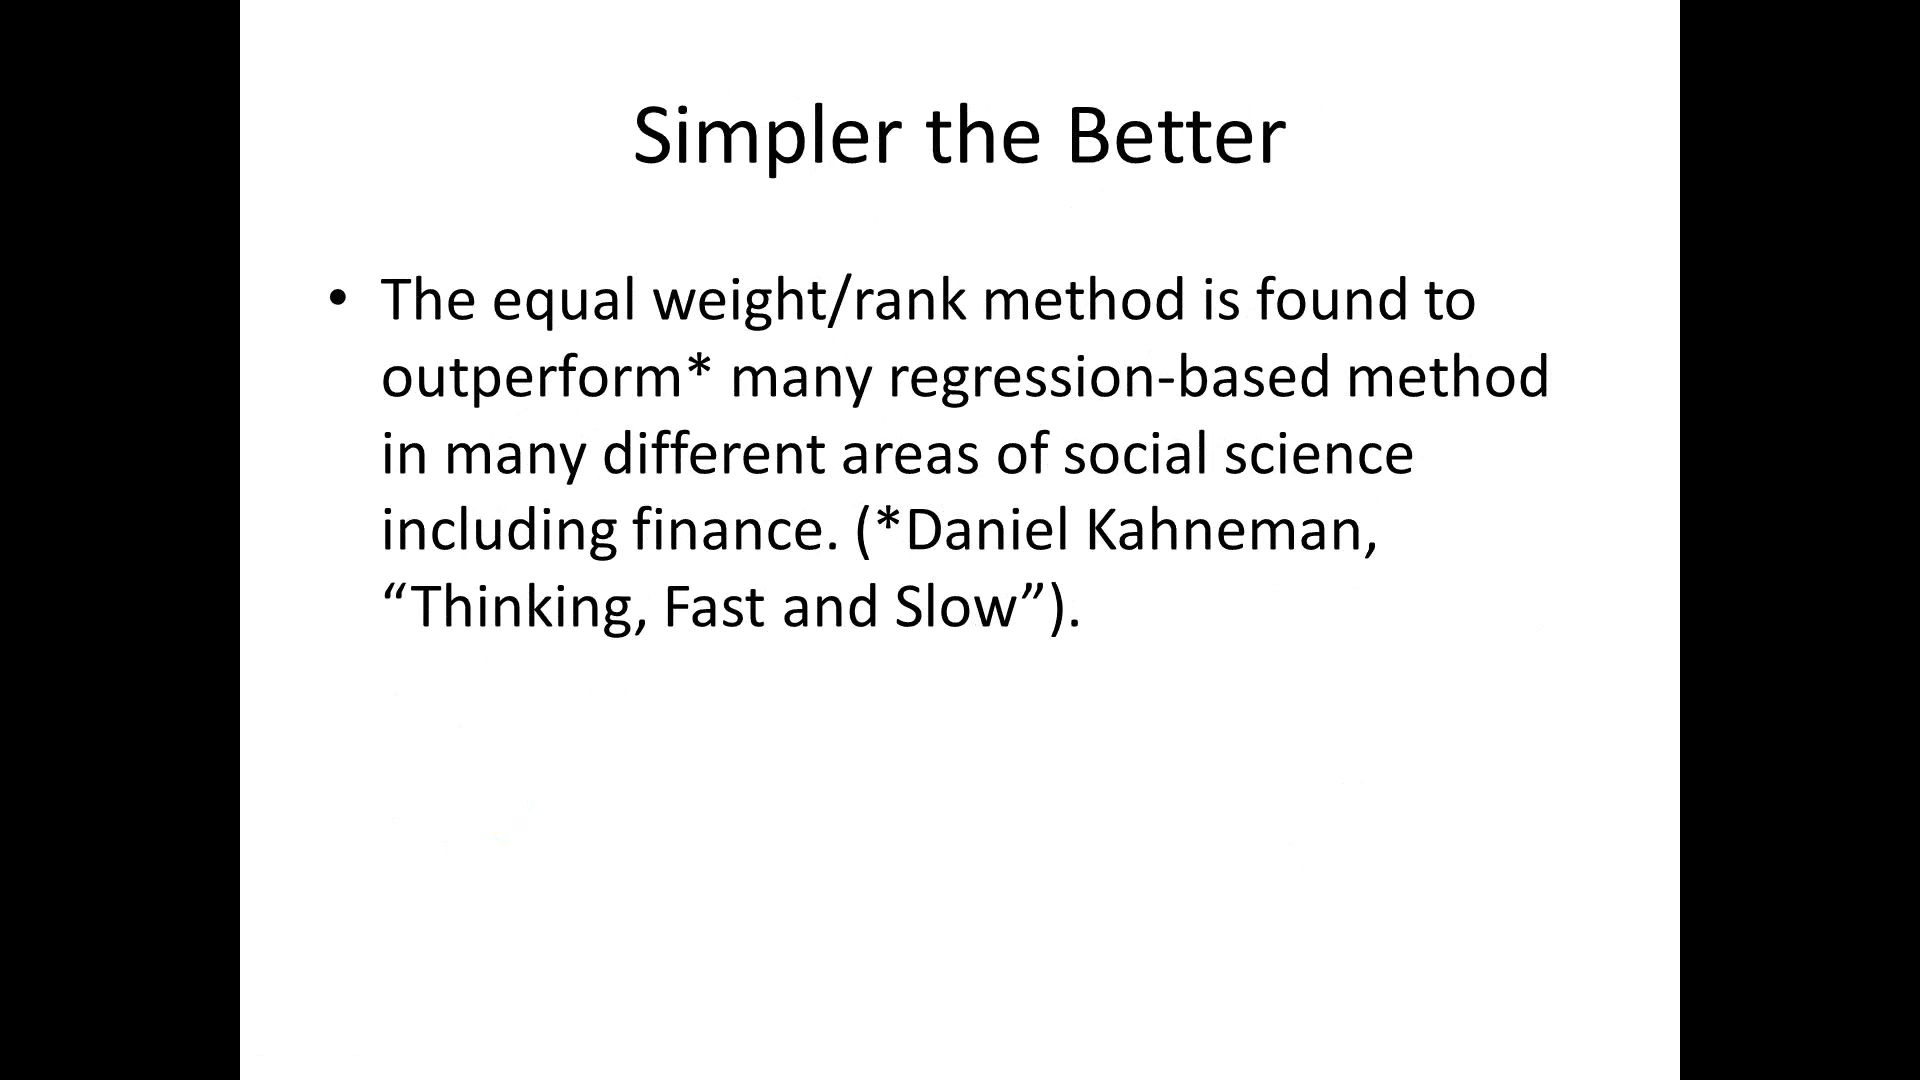 Simpler the Better
• The equal weight/rank method is found to
outperform* many regression-based method
in many different areas of social science
including finance. (*Daniel Kahneman,
“Thinking, Fast and Slow”).